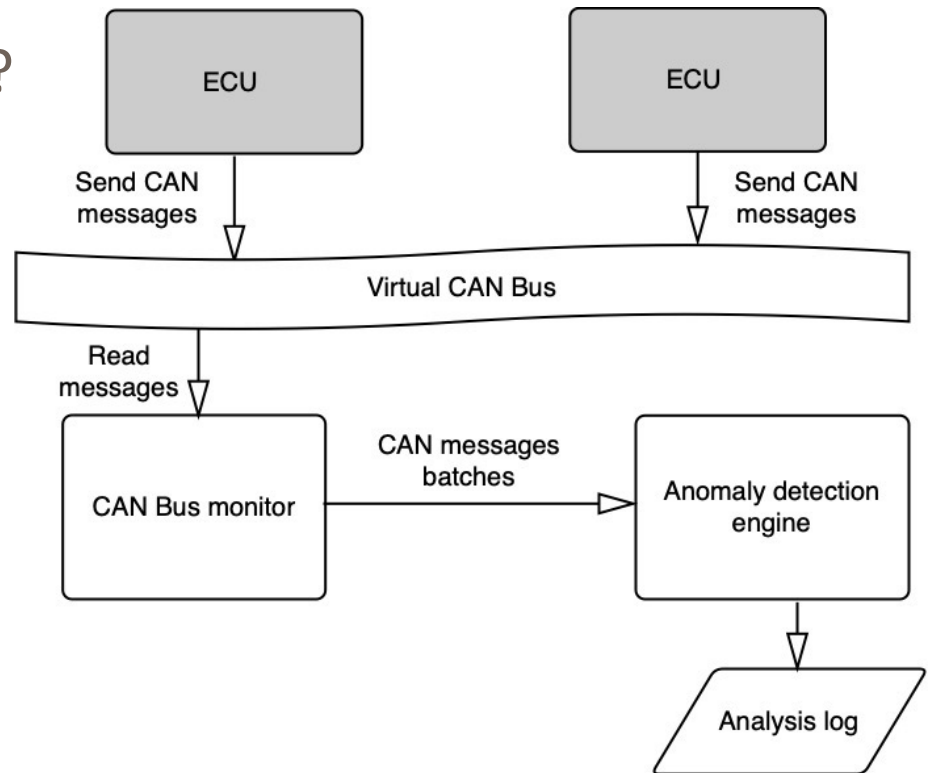 ?
ECU
ECU
Send CAN
messages
Send CAN
messages
Virtual CAN Bus
Read
messages
CAN messages
batches
CAN Bus monitor
Anomaly detection
engine
Analysis log